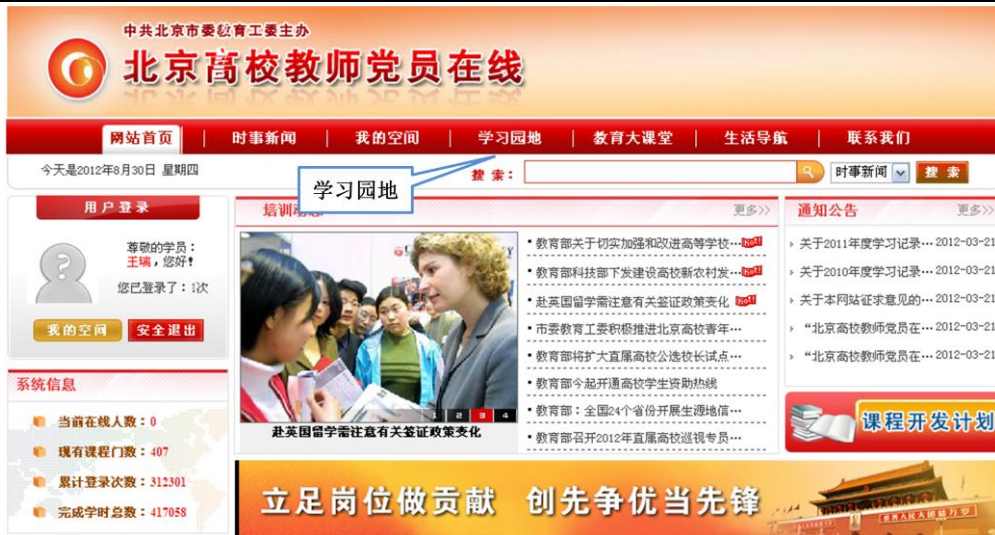 中共北京市委教育工委主办
北京高校教师党员在线
网站首页 | 时事新闻 | 我的空间 | 学习园地 | 教育大课堂 | 生活导航 | 联系我们
今天是2012年8月30日 星期四
搜 索：
时事新闻
搜 索
学习园地
用户登录
尊敬的学员：
王瑞，您好！
您已登录了：1次
我的空间
安全退出
系统信息
当前在线人数：0
现有课程门数：407
累计登录次数：312301
完成学时总数：417058
培训
更多>>
1 2 3 4
赴英国留学需注意有关签证政策变化
教育部关于切实加强和改进高等学校…
教育部科技部下发建设高校新农村发…
赴英国留学需注意有关签证政策变化
市委教育工委积极推进北京高校青年…
教育部将扩大直属高校公选校长试点…
教育部今起开通高校学生资助热线
教育部：全国24个省份开展生源地信…
教育部召开2012年直属高校巡视专员…
通知公告
更多>>
关于2011年度学习记录… 2012-03-21
关于2010年度学习记录… 2012-03-21
关于本网站征求意见的… 2012-03-21
“北京高校教师党员在… 2012-03-21
“北京高校教师党员在… 2012-03-21
课程开发计划
立足岗位做贡献 创先争优当先锋